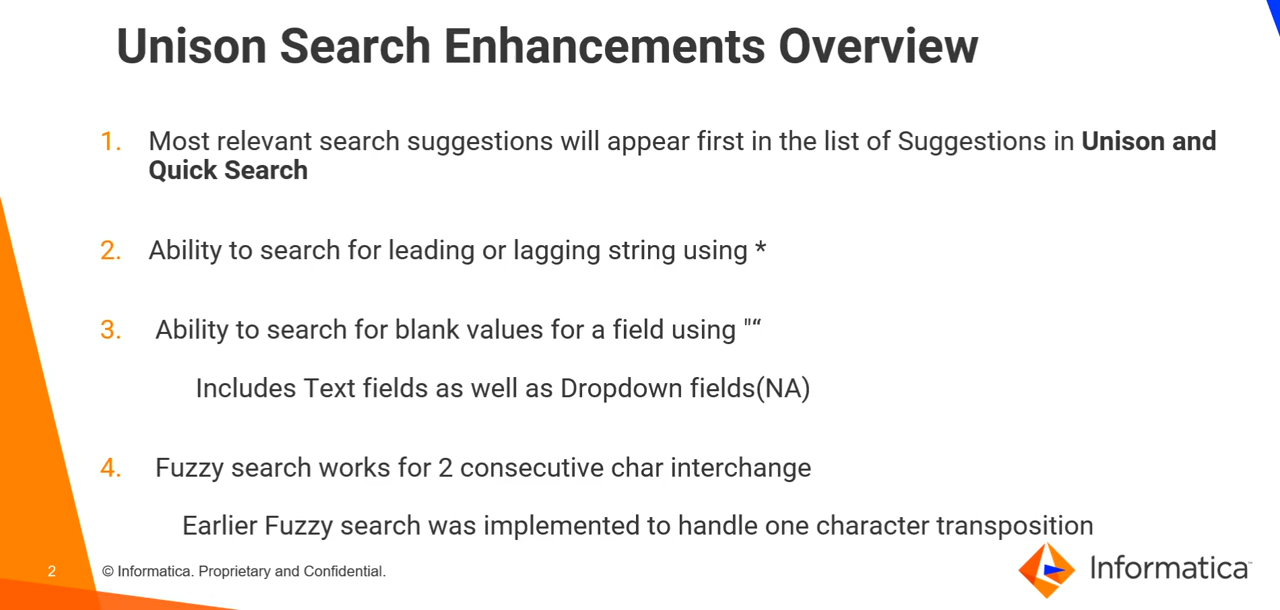 Unison Search Enhancements Overview
1. Most relevant search suggestions will appear first in the list of Suggestions in Unison and
Quick Search
2. Ability to search for leading or lagging string using *
3. Ability to search for blank values for a field using "“
Includes Text fields as well as Dropdown fields(NA)
4. Fuzzy search works for 2 consecutive char interchange
Earlier Fuzzy search was implemented to handle one character transposition
2 © Informatica. Proprietary and Confidential.
Informatica™